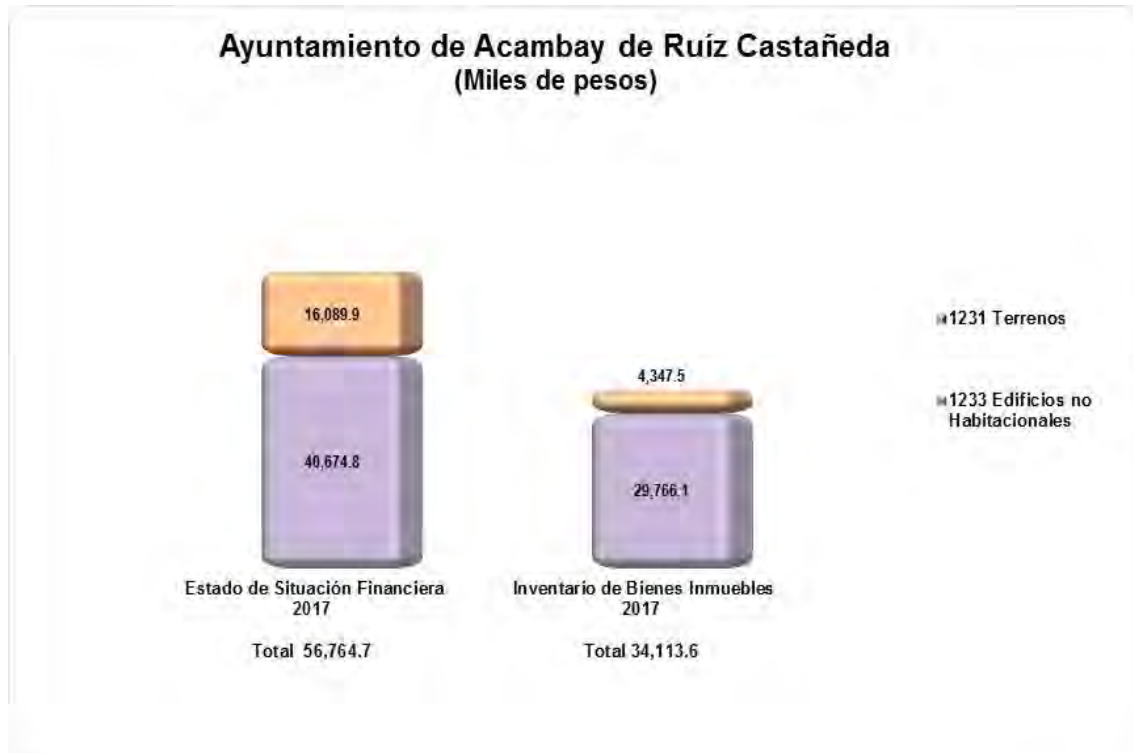 Ayuntamiento de Acambay de Ruíz Castañeda
(Miles de pesos)
16,089.9
40,674.8
4,347.5
29,766.1
1231 Terrenos
1233 Edificios no
Habitacionales
Estado de Situación Financiera
2017
Total 56,764.7
Inventario de Bienes Inmuebles
2017
Total 34,113.6